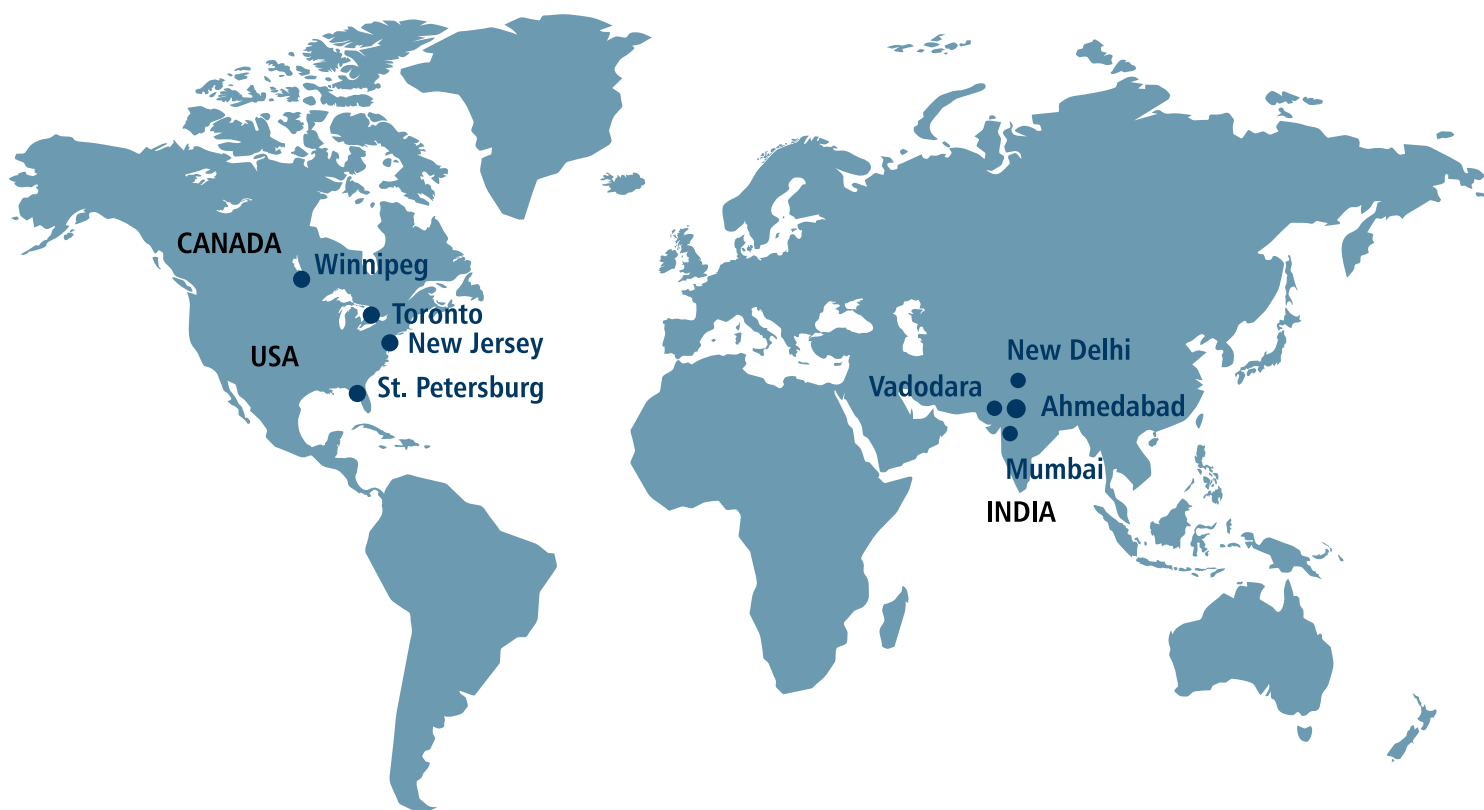 CANADA
Winnipeg
Toronto
New Jersey
USA
St. Petersburg
New Delhi
Vadodara
Ahmedabad
Mumbai
INDIA